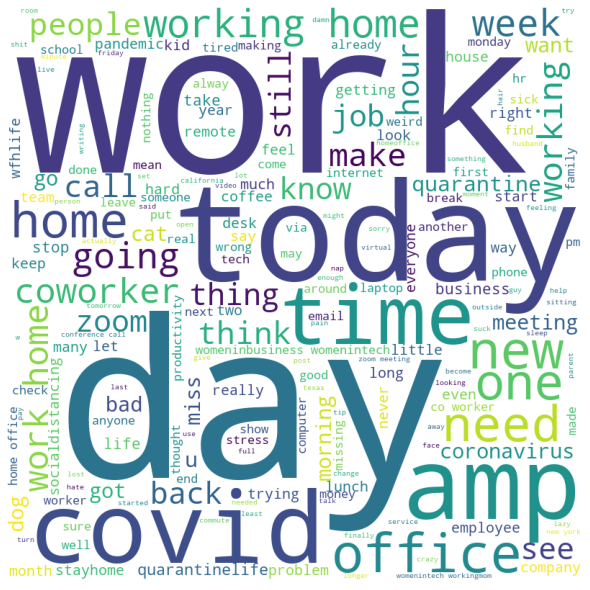 room
shit
people
working home
damn
week
try
school
pandemic
kid
tired
making
already
monday
want
minute
friday
work
house
live
alway
getting
hr
sick
nothing
take
year
still
job
hour
weird
right
find
working
family
wfhlife
writing
remote
feel
look
hair
mean
make
internet
something
husband
go
done
set
california
video
come
homeoffice
team
call
hard
someone
lot
know
quarantine
first
feeling
person
leave
said
much
break
start
home
today
coffee
might
sorry
another
moment
put
desk
via
everyone
way
pm
stop
cat
real
wrong
say
may
open
virtual
keep
going
tech
phone
guy
actually
enough
nap
around
laptop
business
outside
help
sitting
coworker
thing
time
tomorrow
next
two
email
pain
suck
meeting
sleep
w
zoom
conference call
productivity
think
new
many
let
womeninbusiness womenintech
little
day
one
give
post
zoom meeting
become
parent
check
last
bad
miss
really
good
texas
long
looking
even
co worker
made
home office
work home
socialdistancing
anyone
use
show
computer
morning
tip
missing
never
away
need
pay
life
thought
stress
full
face
amp
coronavirus
lost
hate
u
dog
got
back
trying
lunch
change
worker
end
money
talk
covid
started
needed
service
lazy
turn
sure
commute
least
office
employee
see
new york
well
finally
crazy
month
stayhome
quarantinelife
problem
longer
womenintech workingmom
company